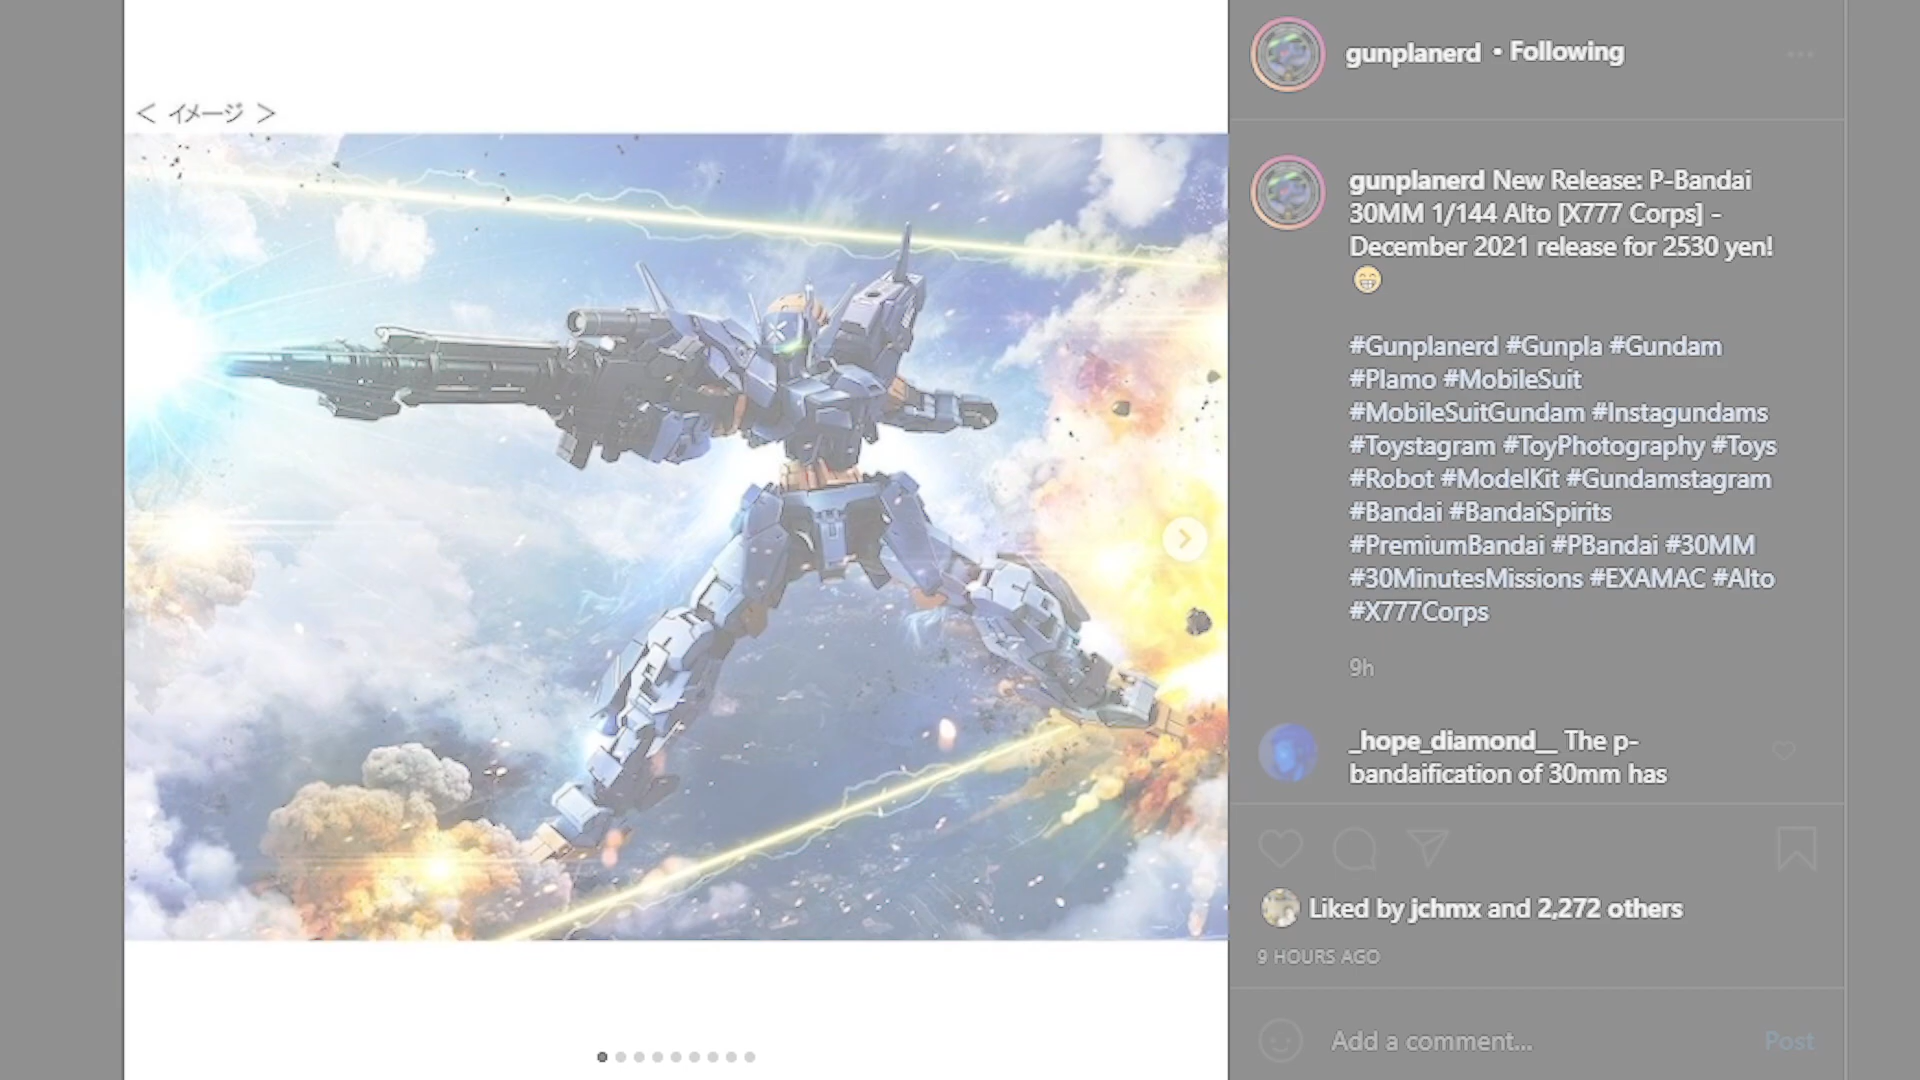 < イメージ >
gunplanerd • Following
gunplanerd New Release: P-Bandai
30MM 1/144 Alto [X777 Corps] -
December 2021 release for 2530 yen!
😁
#Gunplanerd #Gunpla #Gundam
#Plamo #MobileSuit
#MobileSuitGundam #Instagundams
#Toystagram #ToyPhotography #Toys
#Robot #ModelKit #Gundamstagram
#Bandai #BandaiSpirits
#PremiumBandai #PBandai #30MM
#30MinutesMissions #EXAMAC #Alto
#X777Corps
9h
_hope_diamond__ The p-
bandaification of 30mm has
Liked by jchmx and 2,272 others
9 HOURS AGO
Add a comment... Post